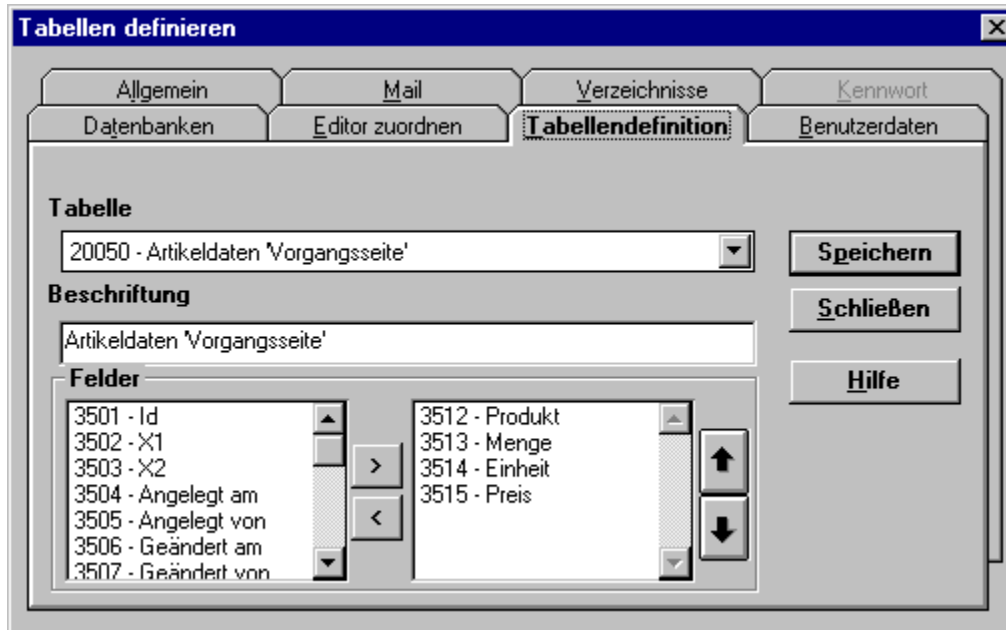 Tabellen definieren
Allgemein
Mail
Verzeichnisse
Kennwort
Datenbanken
Editor zuordnen
Tabellendefinition
Benutzerdaten
Tabelle
20050 - Artikeldaten 'Vorgangsseite'
Speichern
Beschriftung
Schließen
Artikeldaten 'Vorgangsseite'
Felder
Hilfe
3501 - Id
3502 - X1
3503 - X2
3504 - Angelegt am
3505 - Angelegt von
3506 - Geändert am
3507 - Geändert von
>
<
3512 - Produkt
3513 - Menge
3514 - Einheit
3515 - Preis